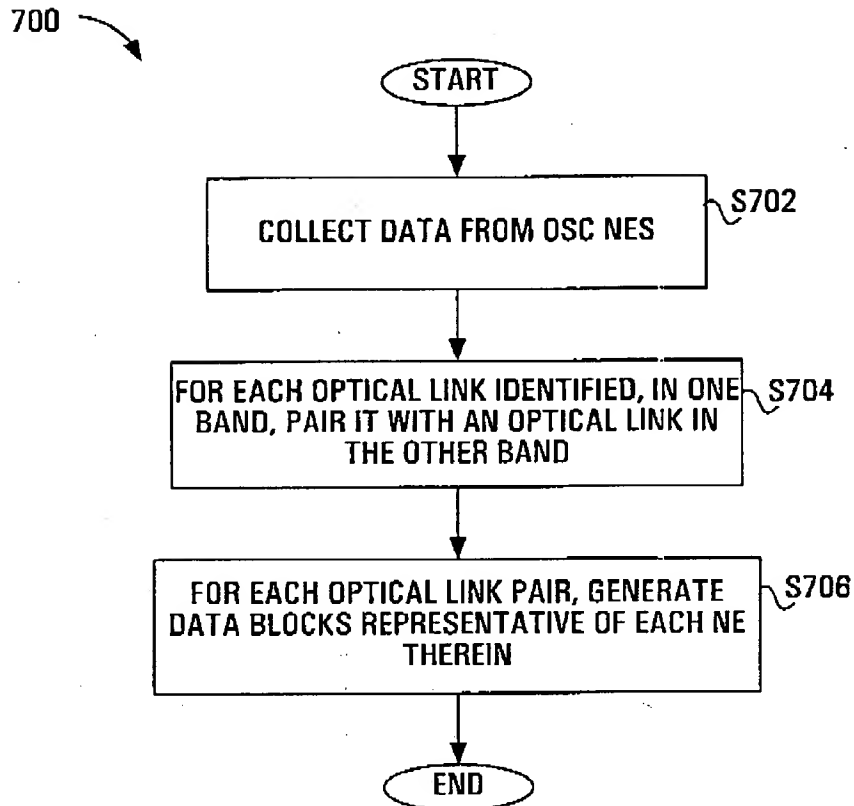 700
START
COLLECT DATA FROM OSC NES
S702
FOR EACH OPTICAL LINK IDENTIFIED, IN ONE
BAND, PAIR IT WITH AN OPTICAL LINK IN
THE OTHER BAND
S704
FOR EACH OPTICAL LINK PAIR, GENERATE
DATA BLOCKS REPRESENTATIVE OF EACH NE
THEREIN
S706
END